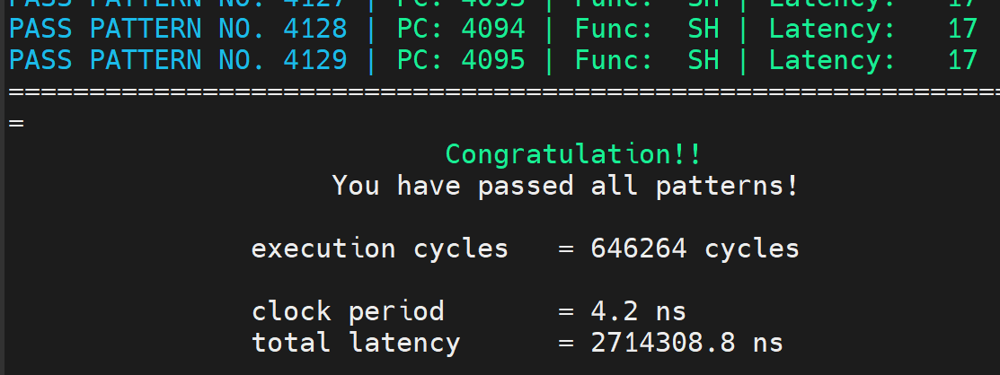 PASS PATTERN NO. 4127 | PC: 4093 | Func:  SH | Latency:   17
PASS PATTERN NO. 4128 | PC: 4094 | Func:  SH | Latency:   17
PASS PATTERN NO. 4129 | PC: 4095 | Func:  SH | Latency:   17
==============================================================
=
Congratulation!!
You have passed all patterns!
execution cycles   = 646264 cycles
clock period       = 4.2 ns
total latency      = 2714308.8 ns